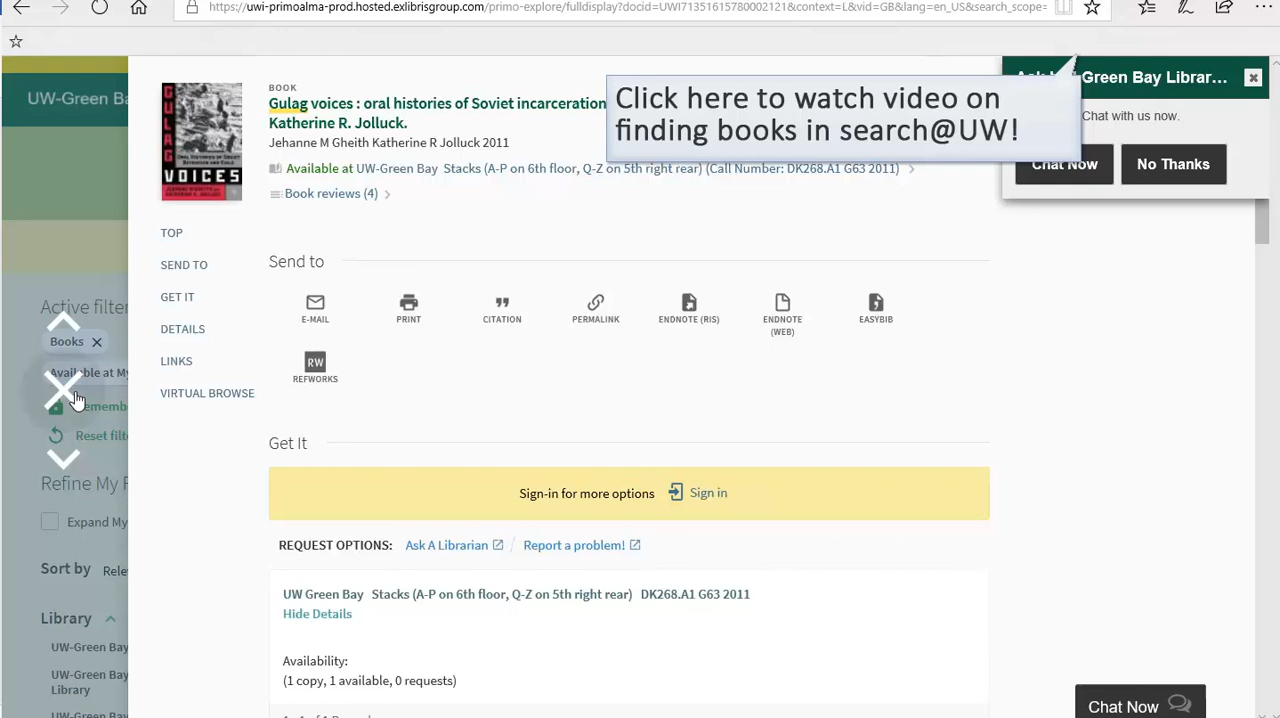 https://uwi-primoalma-prod.hosted.exlibrisgroup.com/primo-explore/fulldisplay?docid=UWI71351615780002121&context=L&vid=GB&lang=en_US&search_scope=
UW-Green Ba
Green Bay Librar...
Chat with us now.
Chat Now
No Thanks
Click here to watch video on
finding books in search@UW!
GULAG
VOICES
BOOK
Gulag voices : oral histories of Soviet incarceration
Katherine R. Jolluck.
Jehanne M Gheith Katherine R Jolluck 2011
Available at UW-Green Bay Stacks (A-P on 6th floor, Q-Z on 5th right rear) (Call Number: DK268.A1 G63 2011)
Book reviews (4)
TOP
SEND TO
GET IT
DETAILS
LINKS
VIRTUAL BROWSE
Send to
E-MAIL
PRINT
CITATION
PERMALINK
ENDNOTE (RIS)
ENDNOTE
(WEB)
EASYBIB
RW
REFWORKS
Active filter
Books
Available at My
Rememb
Reset filte
Refine My R
Expand My
Sort by Rele
Library
UW-Green Bay
UW-Green Bay
Library
Get It
Sign-in for more options Sign in
REQUEST OPTIONS: Ask A Librarian / Report a problem!
UW Green Bay Stacks (A-P on 6th floor, Q-Z on 5th right rear) DK268.A1 G63 2011
Hide Details
Availability:
(1 copy, 1 available, 0 requests)
Chat Now